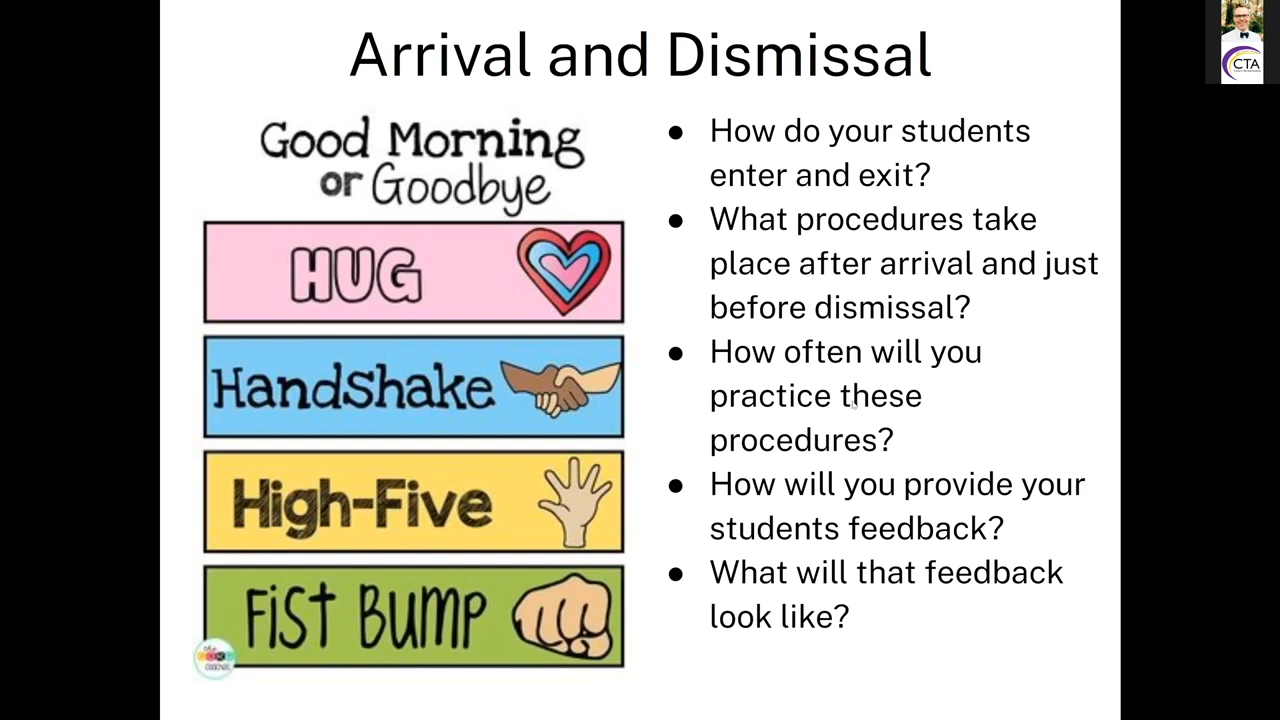 Arrival and Dismissal
Good Morning
or Goodbye
HUG
Handshake
High-Five
Fist Bump
● How do your students
enter and exit?
● What procedures take
place after arrival and just
before dismissal?
● How often will you
practice these
procedures?
● How will you provide your
students feedback?
● What will that feedback
look like?
CTA